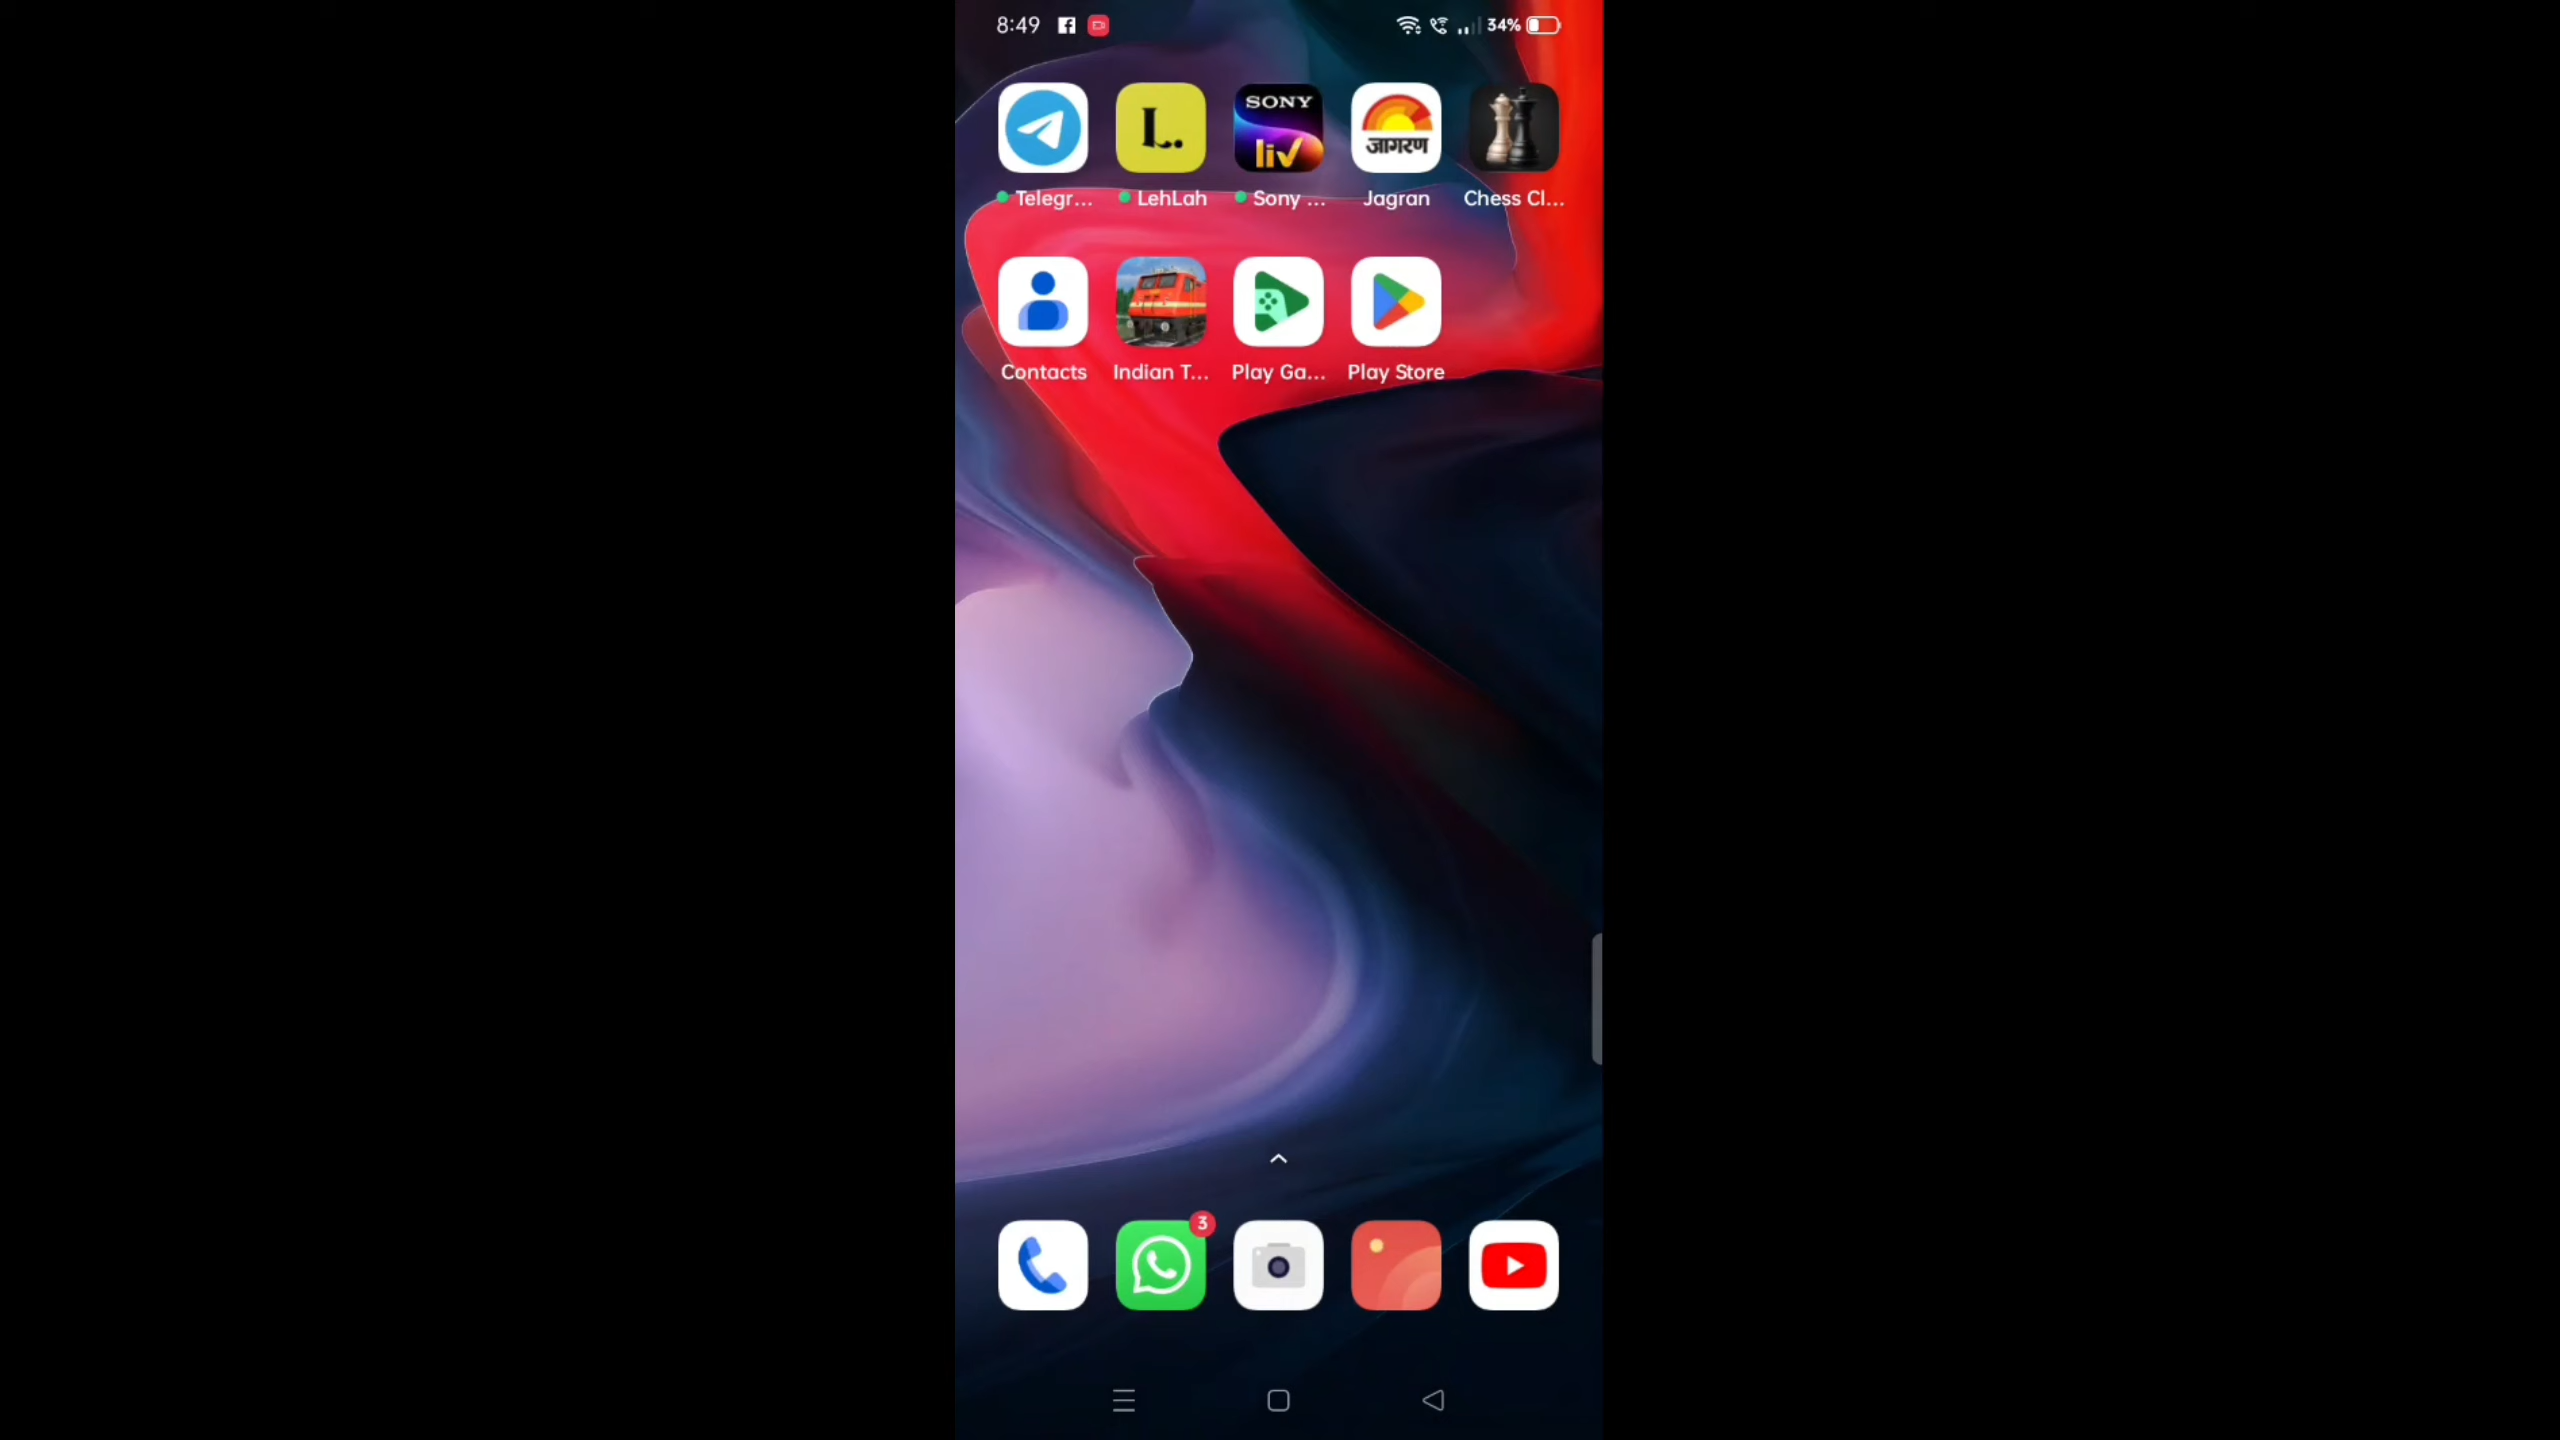 8:49 34%
SONY
liv
जागरण
L.
Telegr... LehLah Sony ... Jagran Chess Cl...
Contacts Indian T... Play Ga... Play Store
3